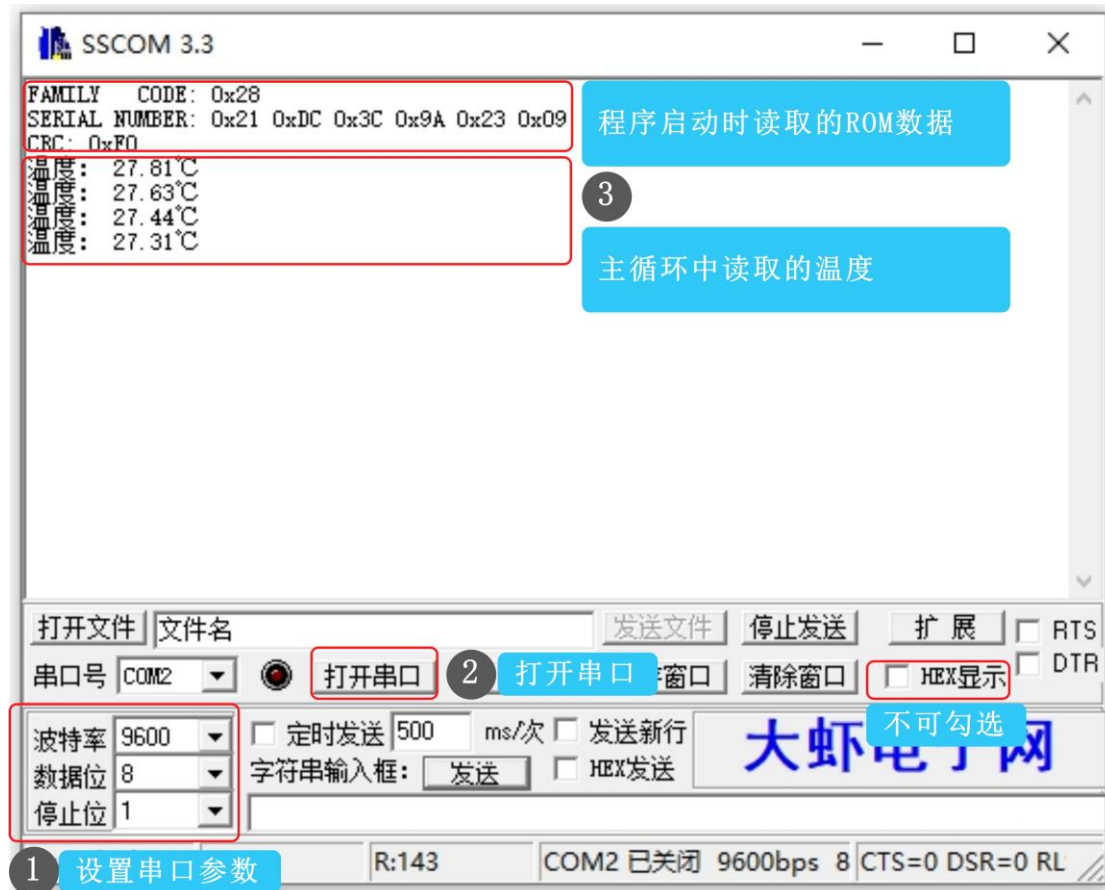 SSCOM 3.3
FAMILY CODE: 0x28
SERIAL NUMBER: 0x21 0xDC 0x3C 0x9A 0x23 0x09
CRC: 0xF0
程序启动时读取的ROM数据
温度: 27.81℃
温度: 27.63℃
温度: 27.44℃
温度: 27.31℃
3
主循环中读取的温度
打开文件 文件名 发送文件 停止发送 扩展 RTS
串口号 COM2 打开串口 2 打开串口 窗口 清除窗口 HEX显示 DTR
不可勾选
波特率 9600 定时发送 500 ms/次 发送新行
数据位 8 字符串输入框: 发送 HEX发送
大虾电子网
停止位 1
1 设置串口参数
R:143 COM2 已关闭 9600bps 8 CTS=0 DSR=0 RL